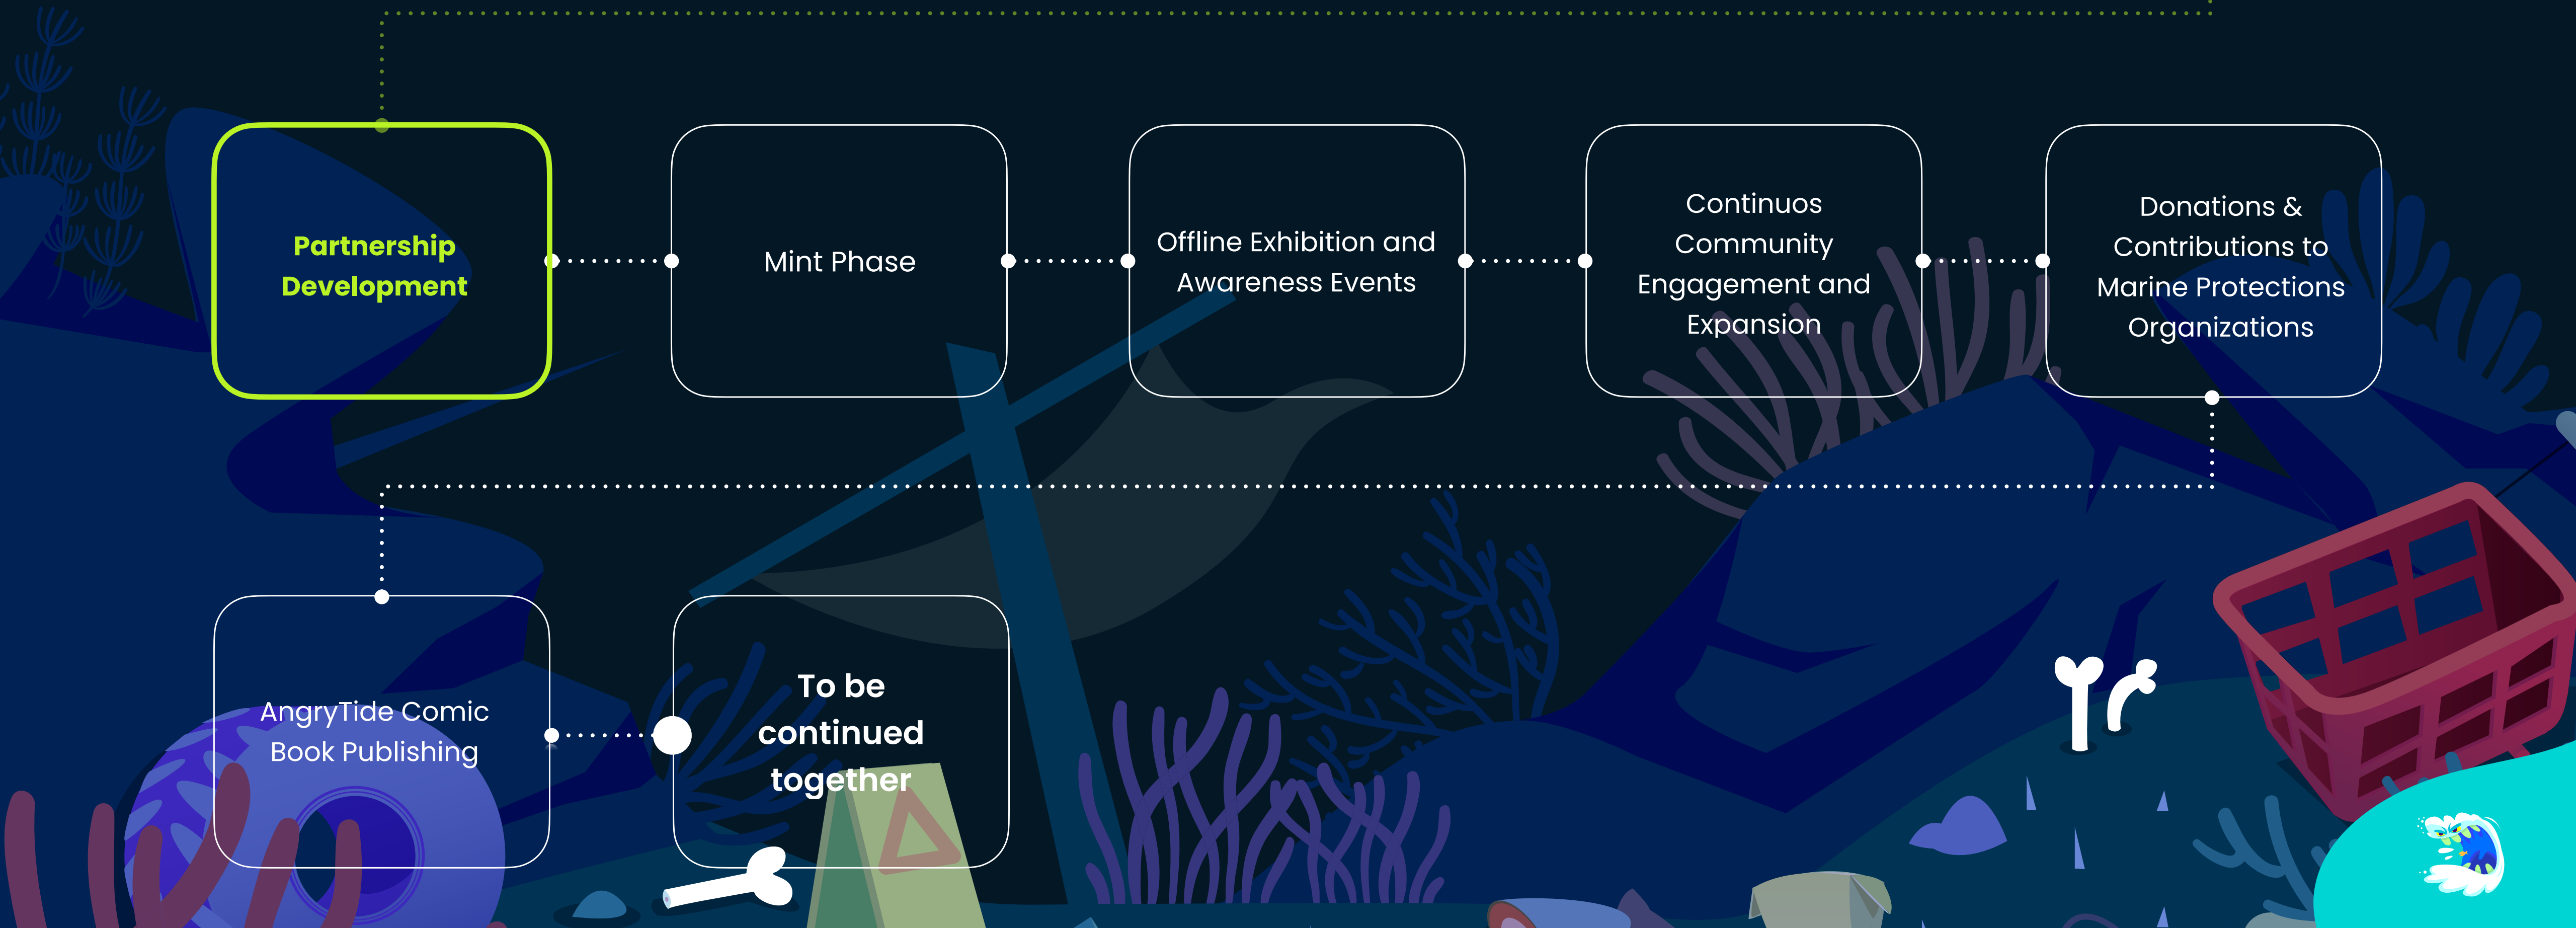 Partnership
Development
Mint Phase
Offline Exhibition and
Awareness Events
Continuos
Community
Engagement and
Expansion
Donations &
Contributions to
Marine Protections
Organizations
AngryTide Comic
Book Publishing
To be
continued
together